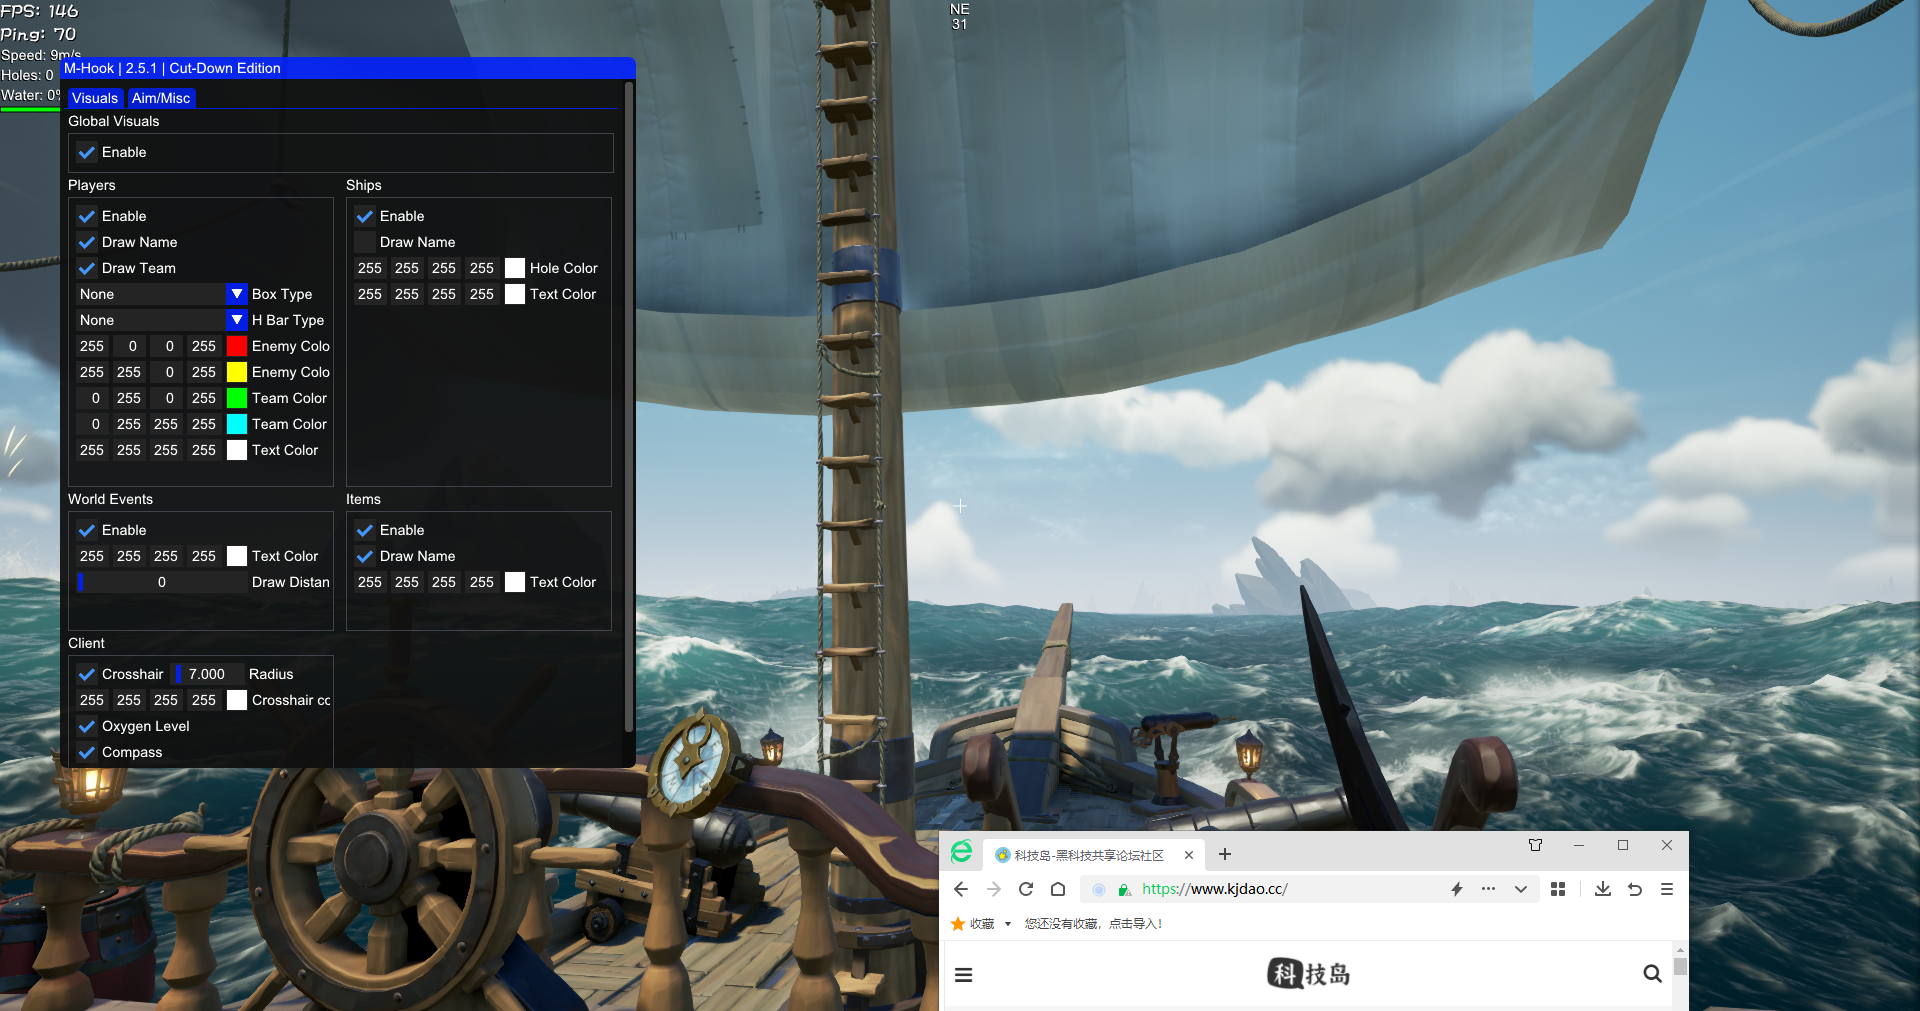 FPS: 146
Ping: 70
Speed: 9m/s
Holes: 0
Water: 0%
NE
31
M-Hook | 2.5.1 | Cut-Down Edition
Visuals Aim/Misc
Global Visuals
Enable
Players
Enable
Draw Name
Draw Team
None Box Type
None H Bar Type
255 0 0 255 Enemy Colo
255 255 0 255 Enemy Colo
0 255 0 255 Team Color
0 255 255 255 Team Color
255 255 255 255 Text Color
Ships
Enable
Draw Name
255 255 255 255 Hole Color
255 255 255 255 Text Color
World Events
Enable
255 255 255 255 Text Color
0 Draw Distan
Items
Enable
Draw Name
255 255 255 255 Text Color
Client
Crosshair 7.000 Radius
255 255 255 255 Crosshair cc
Oxygen Level
Compass
科技岛-黑科技共享论坛社区
https://www.kjdao.cc/
收藏 您还没有收藏，点击导入！
科技岛